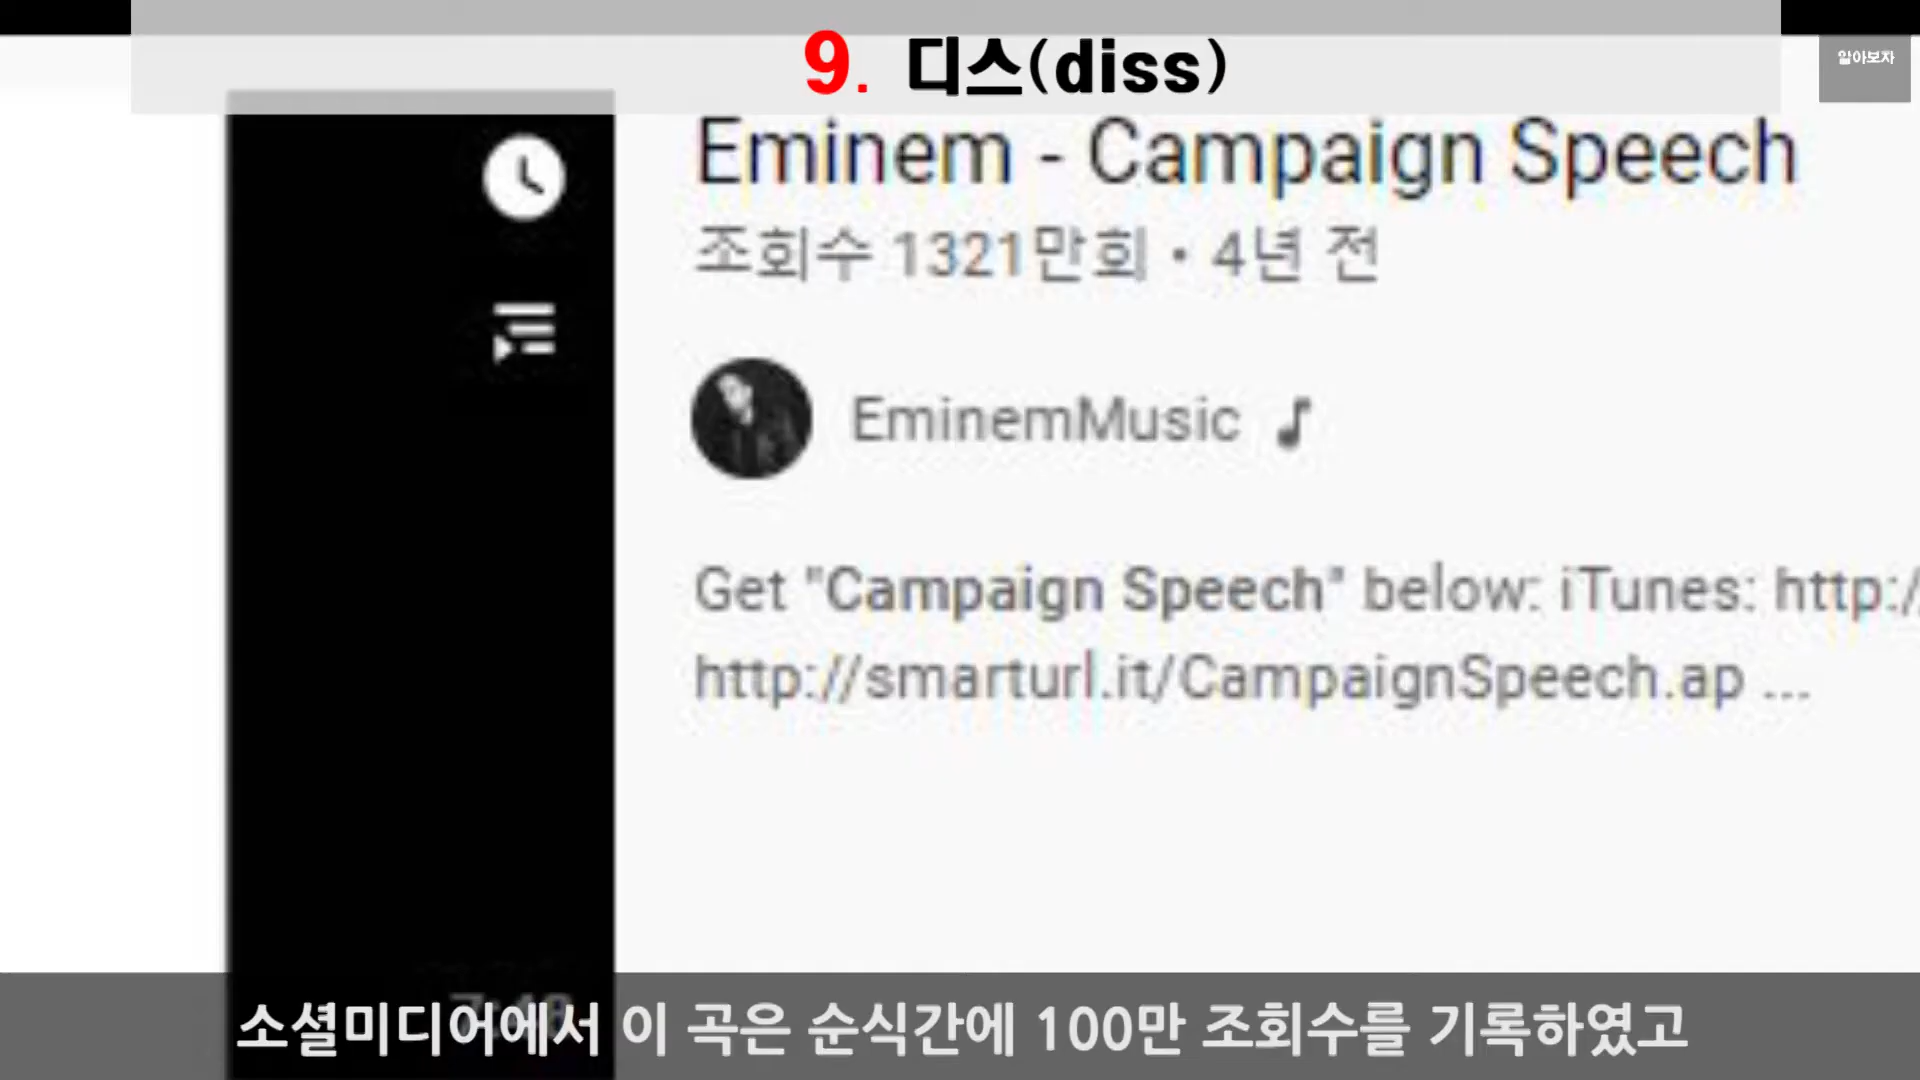 9. 디스(diss)
알아보자
Eminem - Campaign Speech
조회수 1321만회 • 4년 전
EminemMusic
Get "Campaign Speech" below: iTunes: http:/
http://smarturl.it/CampaignSpeech.ap ...
소셜미디어에서 이 곡은 순식간에 100만 조회수를 기록하였고